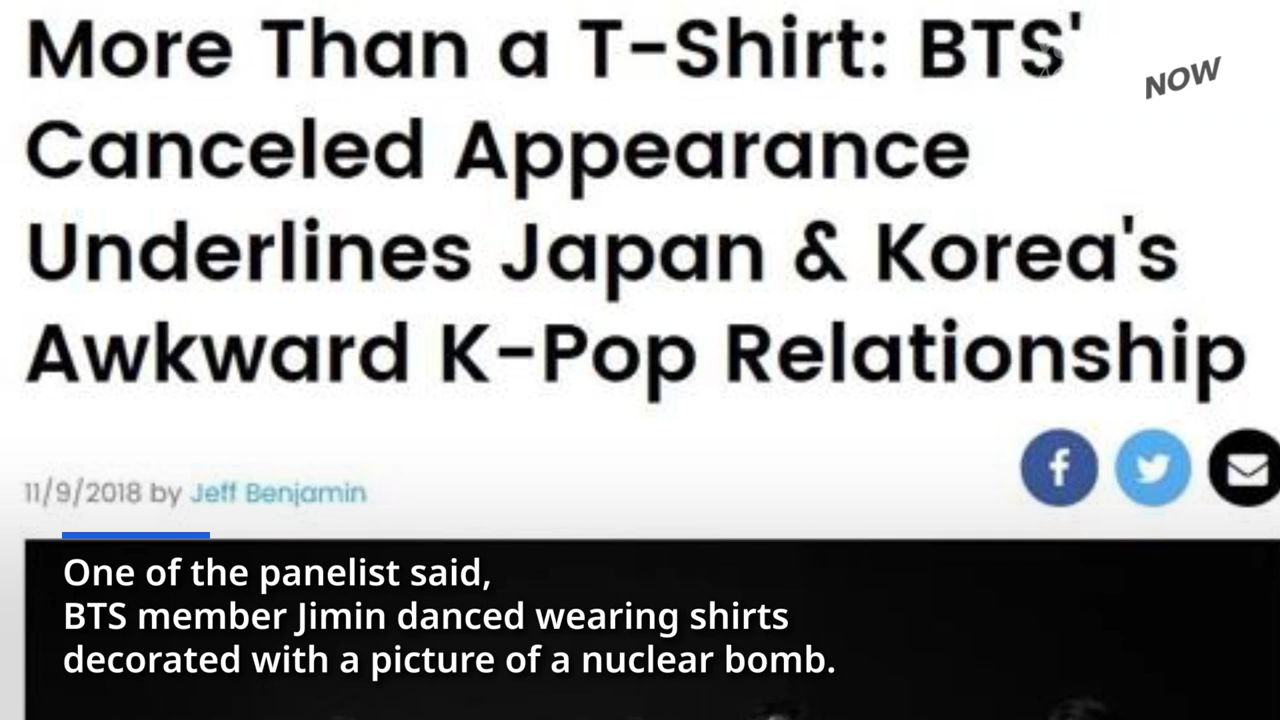 More Than a T-Shirt: BTS'
NOW
Canceled Appearance
Underlines Japan & Korea's
Awkward K-Pop Relationship
11/9/2018 by Jeff Benjamin
One of the panelist said,
BTS member Jimin danced wearing shirts
decorated with a picture of a nuclear bomb.